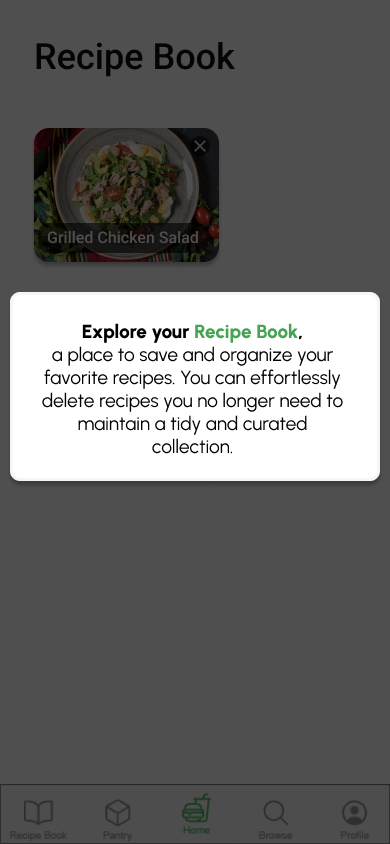 Recipe Book
Grilled Chicken Salad
Explore your Recipe Book,
a place to save and organize your
favorite recipes. You can effortlessly
delete recipes you no longer need to
maintain a tidy and curated
collection.
Recipe Book
Pantry
Home
Browse
Profile